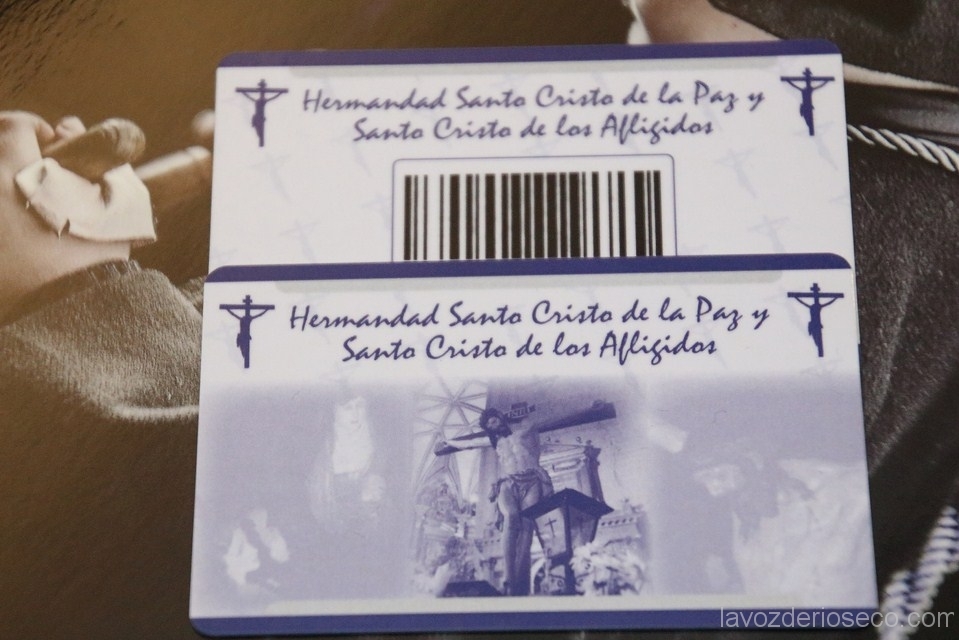 Hermandad Santo Cristo de la Paz y
Santo Cristo de los Afligidos
Hermandad Santo Cristo de la Paz y
Santo Cristo de los Afligidos
INRI
lavozderioseco.com